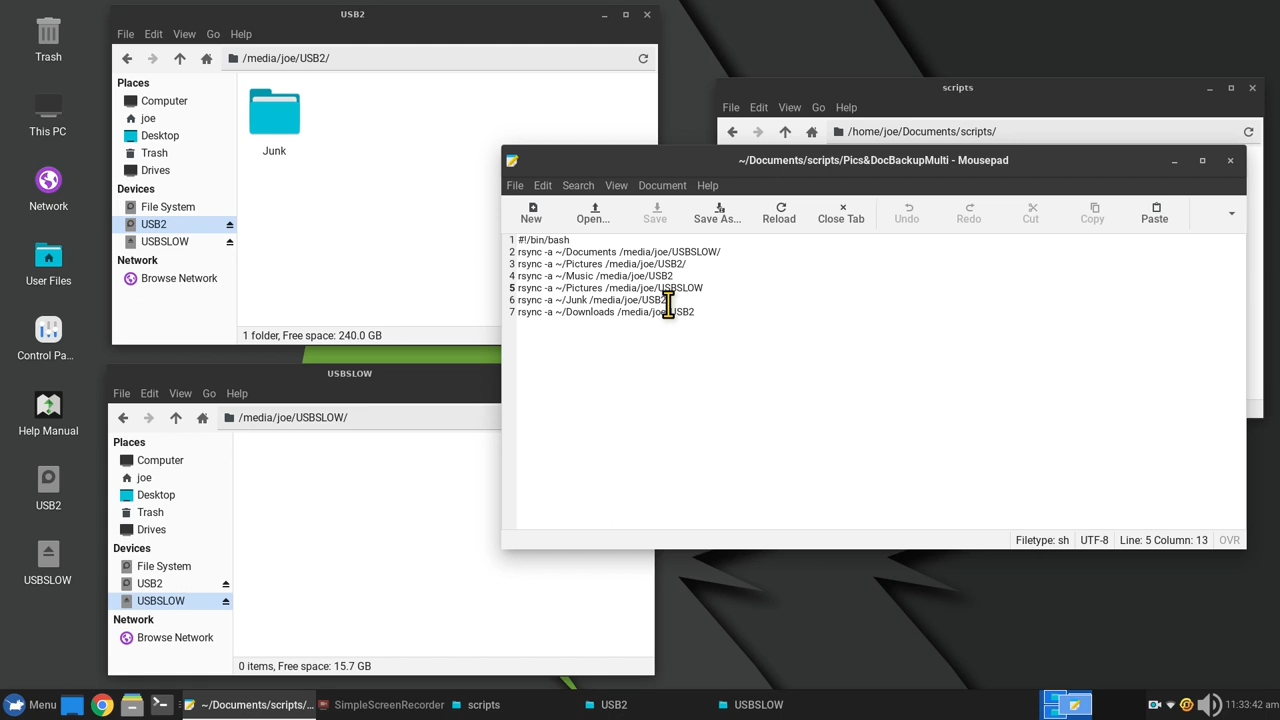 Trash
This PC
Network
User Files
Control Pa...
Help Manual
USB2
USBSLOW
USB2
File Edit View Go Help
/media/joe/USB2/
Places
Computer
joe
Desktop
Trash
Drives
Devices
File System
USB2
USBSLOW
Network
Browse Network
Junk
1 folder, Free space: 240.0 GB
USBSLOW
File Edit View Go Help
/media/joe/USBSLOW/
Places
Computer
joe
Desktop
Trash
Drives
Devices
File System
USB2
USBSLOW
Network
Browse Network
0 items, Free space: 15.7 GB
scripts
File Edit View Go Help
/home/joe/Documents/scripts/
~/Documents/scripts/Pics&DocBackupMulti - Mousepad
File Edit Search View Document Help
New Open... Save Save As... Reload Close Tab Undo Redo Cut Copy Paste
1 #!/bin/bash
2 rsync -a ~/Documents /media/joe/USBSLOW/
3 rsync -a ~/Pictures /media/joe/USB2/
4 rsync -a ~/Music /media/joe/USB2
5 rsync -a ~/Pictures /media/joe/USBSLOW
6 rsync -a ~/Junk /media/joe/USB2
7 rsync -a ~/Downloads /media/joe/USB2
Filetype: sh UTF-8 Line: 5 Column: 13 OVR
Menu ~/Documents/scripts/... SimpleScreenRecorder scripts USB2 USBSLOW 11:33:42 am